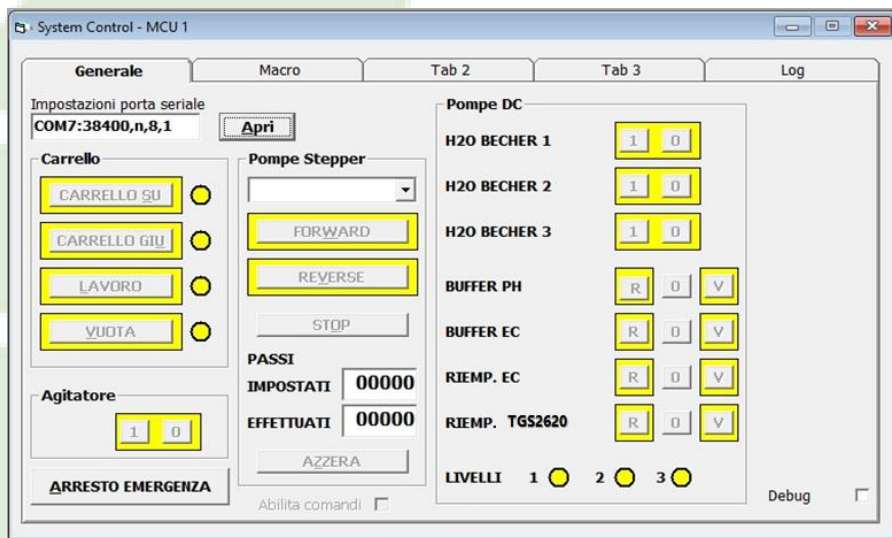 System Control - MCU 1
Generale Macro Tab 2 Tab 3 Log
Impostazioni porta seriale
COM7:38400,n,8,1
Apri
Carrello
CARRELLO SU
CARRELLO GIU
LAVORO
VUOTA
Agitatore
1 0
ARRESTO EMERGENZA
Pompe Stepper
FORWARD
REVERSE
STOP
PASSI
IMPOSTATI 00000
EFFETTUATI 00000
AZZERA
Abilita comandi
Pompe DC
H2O BECHER 1 1 0
H2O BECHER 2 1 0
H2O BECHER 3 1 0
BUFFER PH R 0 V
BUFFER EC R 0 V
RIEMP. EC R 0 V
RIEMP. TGS2620 R 0 V
LIVELLI 1 2 3
Debug